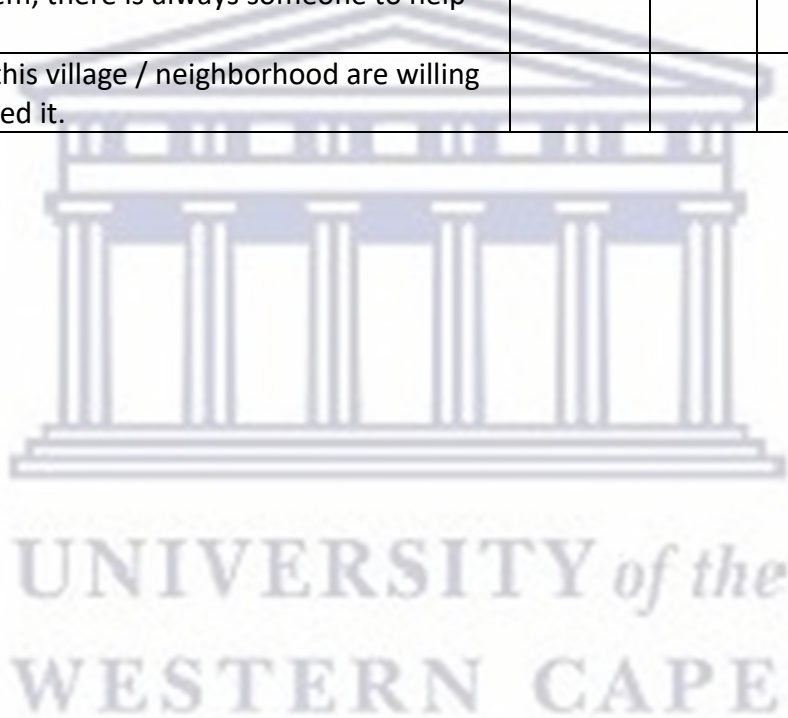 em, there is always someone to help
this village / neighborhood are willing
ed it.
UNIVERSITY of the
WESTERN CAPE